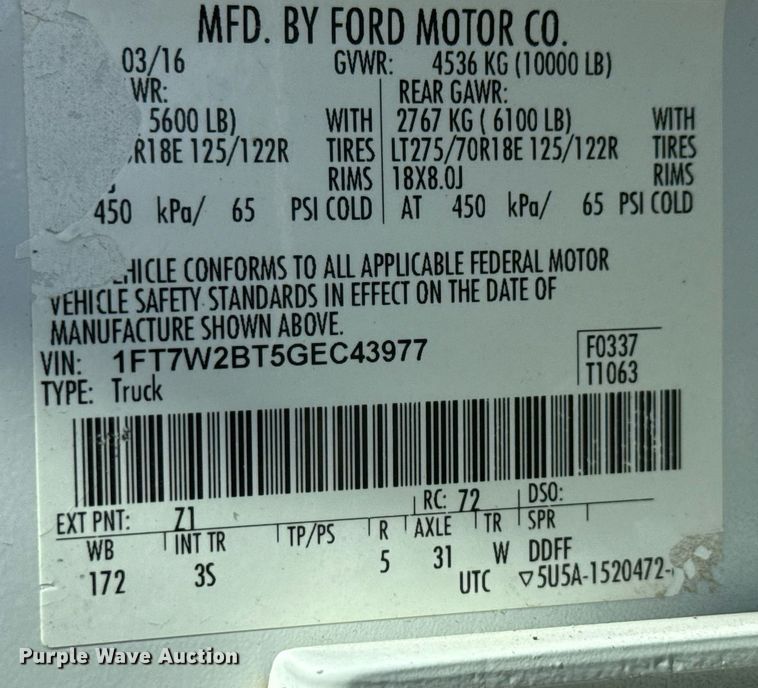 MFD. BY FORD MOTOR CO.
03/16 GVWR: 4536 KG (10000 LB)
WR: REAR GAWR:
5600 LB) WITH 2767 KG ( 6100 LB) WITH
R18E 125/122R TIRES LT275/70R18E 125/122R TIRES
J RIMS 18X8.0J RIMS
450 kPa/ 65 PSI COLD AT 450 kPa/ 65 PSI COLD
HICLE CONFORMS TO ALL APPLICABLE FEDERAL MOTOR
VEHICLE SAFETY STANDARDS IN EFFECT ON THE DATE OF
MANUFACTURE SHOWN ABOVE.
VIN: 1FT7W2BT5GEC43977 F0337
TYPE: Truck T1063
EXT PNT: Z1 RC: 72 DSO:
WB INT TR TP/PS R AXLE TR SPR
172 3S 5 31 W DDFF
UTC ▽5U5A-1520472-
Purple Wave Auction